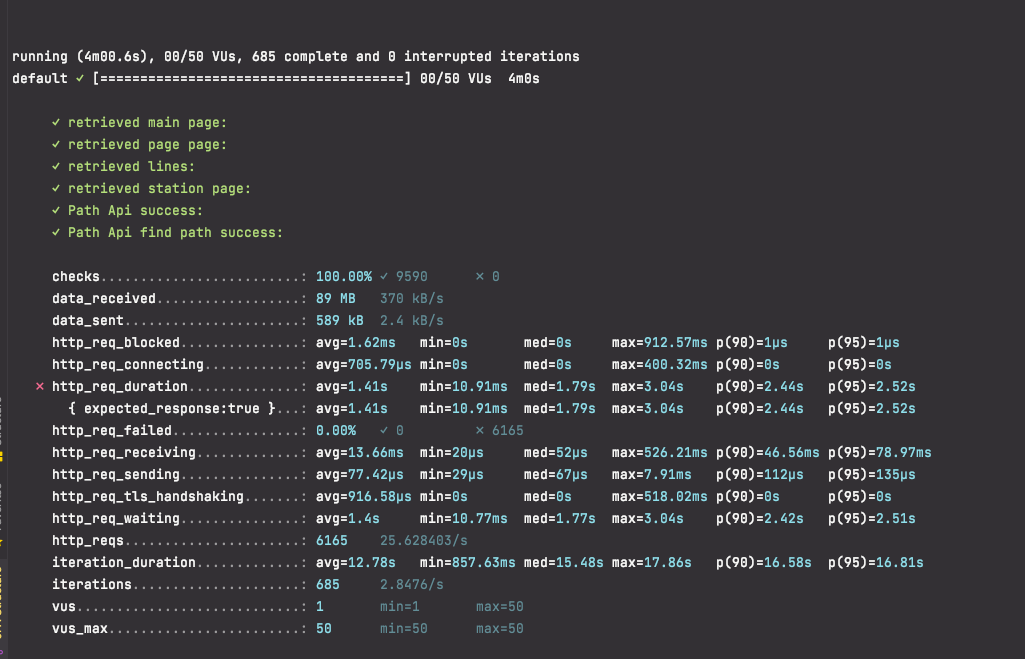 running (4m00.6s), 00/50 VUs, 685 complete and 0 interrupted iterations
default ✓ [======================================] 00/50 VUs  4m0s
✓ retrieved main page:
✓ retrieved page page:
✓ retrieved lines:
✓ retrieved station page:
✓ Path Api success:
✓ Path Api find path success:
checks.........................: 100.00% ✓ 9590      ✗ 0
data_received..................: 89 MB   370 kB/s
data_sent......................: 589 kB  2.4 kB/s
http_req_blocked...............: avg=1.62ms   min=0s       med=0s     max=912.57ms p(90)=1µs     p(95)=1µs
http_req_connecting............: avg=705.79µs min=0s       med=0s     max=400.32ms p(90)=0s      p(95)=0s
✗ http_req_duration..............: avg=1.41s    min=10.91ms  med=1.79s  max=3.04s    p(90)=2.44s   p(95)=2.52s
{ expected_response:true }...: avg=1.41s    min=10.91ms  med=1.79s  max=3.04s    p(90)=2.44s   p(95)=2.52s
http_req_failed................: 0.00%   ✓ 0         ✗ 6165
http_req_receiving.............: avg=13.66ms  min=20µs     med=52µs   max=526.21ms p(90)=46.56ms p(95)=78.97ms
http_req_sending...............: avg=77.42µs  min=29µs     med=67µs   max=7.91ms   p(90)=112µs   p(95)=135µs
http_req_tls_handshaking.......: avg=916.58µs min=0s       med=0s     max=518.02ms p(90)=0s      p(95)=0s
http_req_waiting...............: avg=1.4s     min=10.77ms  med=1.77s  max=3.04s    p(90)=2.42s   p(95)=2.51s
http_reqs......................: 6165    25.628403/s
iteration_duration.............: avg=12.78s   min=857.63ms med=15.48s max=17.86s   p(90)=16.58s  p(95)=16.81s
iterations.....................: 685     2.8476/s
vus............................: 1       min=1       max=50
vus_max........................: 50      min=50      max=50